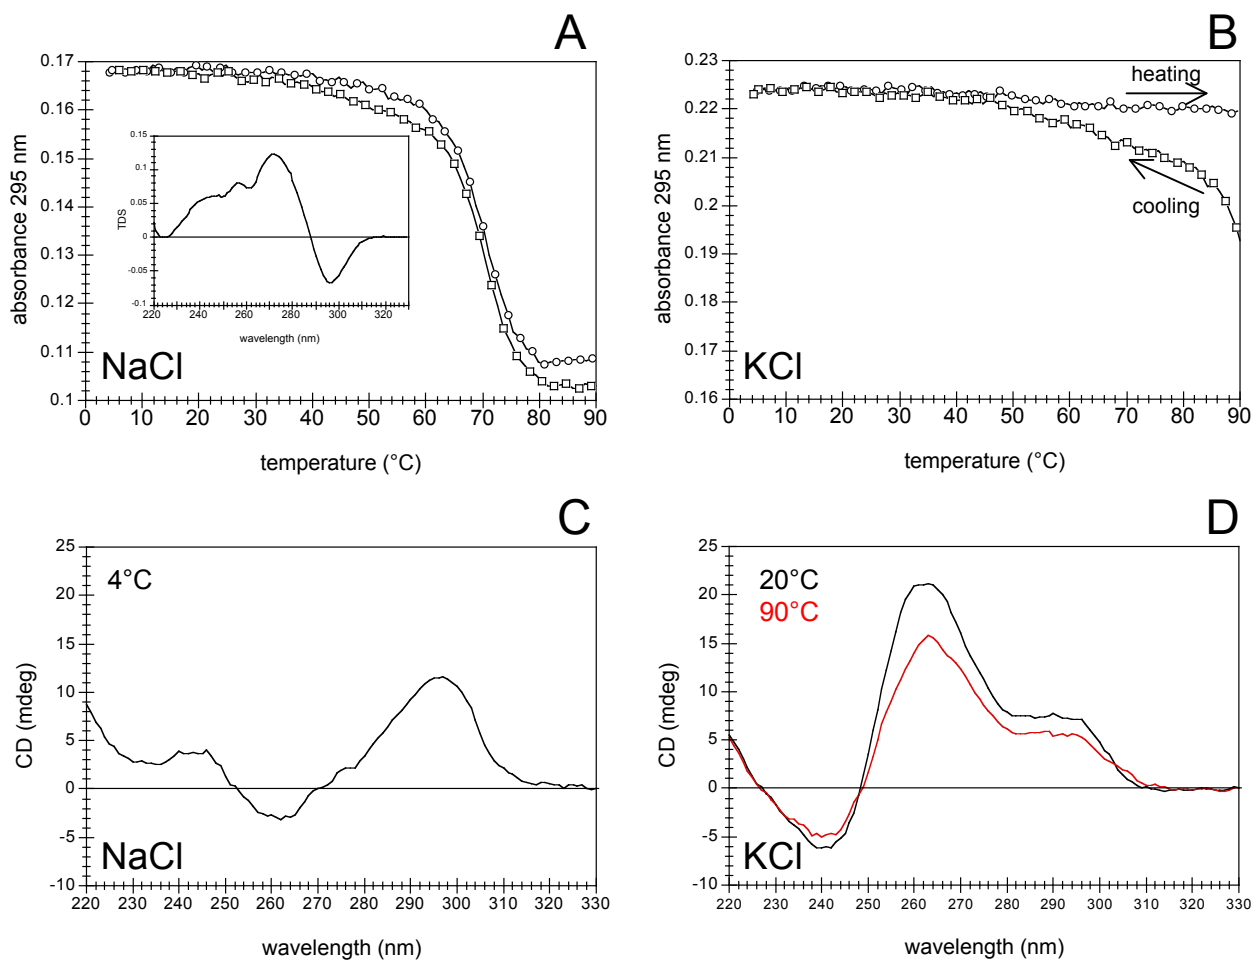 A
absorbance 295 nm
0.17
0.16
0.15
0.14
0.13
0.12
0.11
0.1
0 10 20 30 40 50 60 70 80 90
temperature (°C)
NaCl
TDS
0.15
0.1
0.05
0
-0.05
-0.1
220 240 260 280 300 320
wavelength (nm)
B
absorbance 295 nm
0.23
0.22
0.21
0.2
0.19
0.18
0.17
0.16
0 10 20 30 40 50 60 70 80 90
temperature (°C)
heating
cooling
KCl
C
CD (mdeg)
25
20
15
10
5
0
-5
-10
220 230 240 250 260 270 280 290 300 310 320 330
wavelength (nm)
4°C
NaCl
D
CD (mdeg)
25
20
15
10
5
0
-5
-10
220 230 240 250 260 270 280 290 300 310 320 330
wavelength (nm)
20°C
90°C
KCl